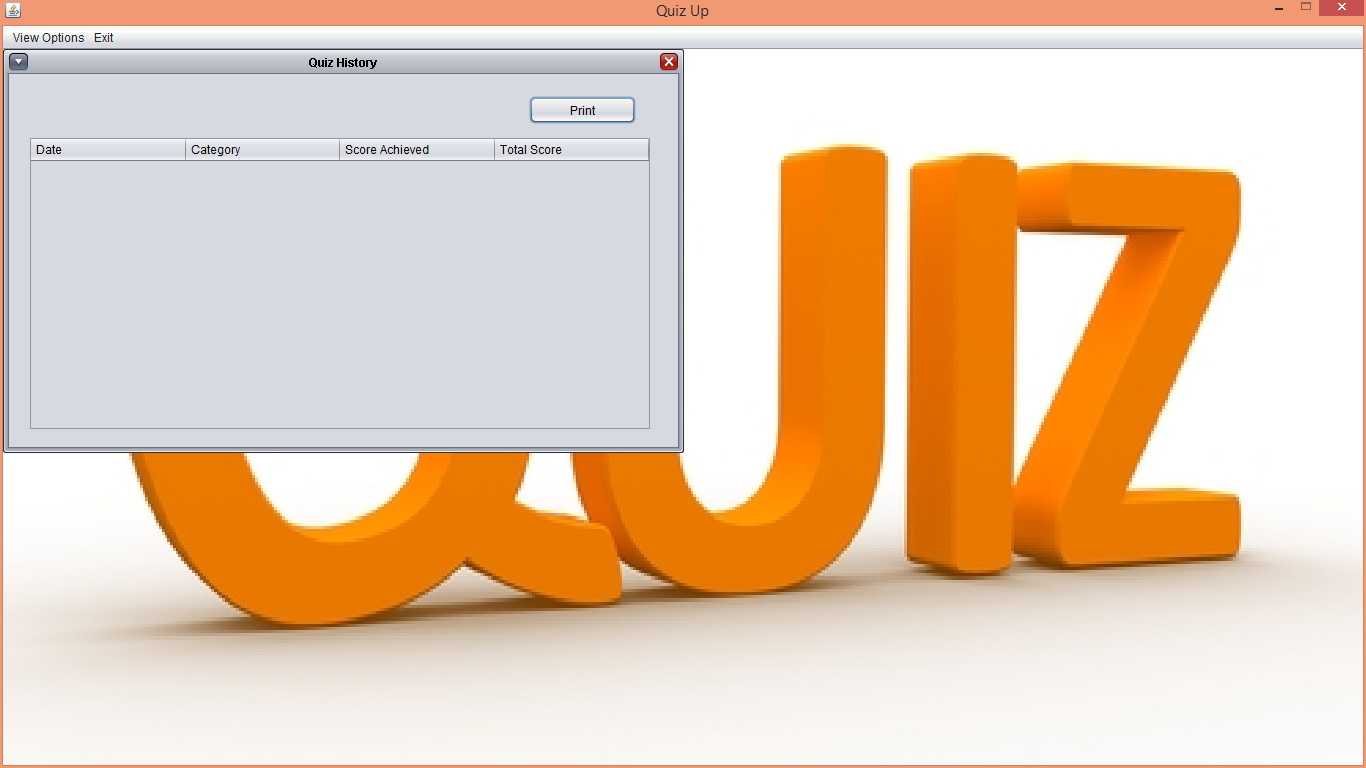 Quiz Up
View Options Exit
Quiz History
Print
Date Category Score Achieved Total Score
QUIZ